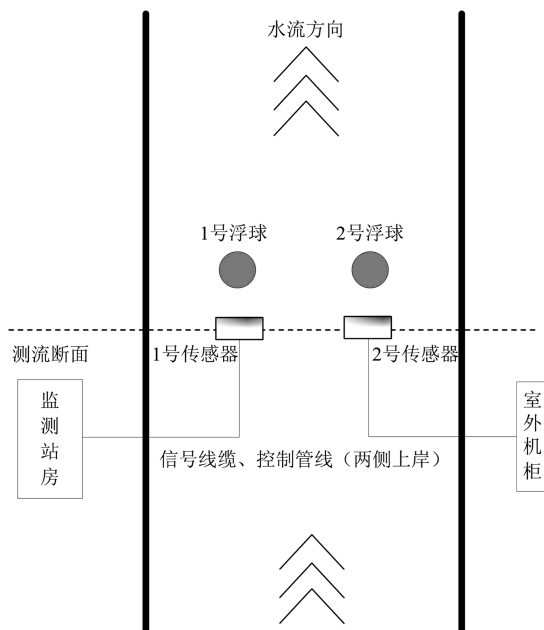 水流方向
1号浮球
2号浮球
测流断面
1号传感器
2号传感器
监测站房
室外机柜
信号线缆、控制管线（两侧上岸）